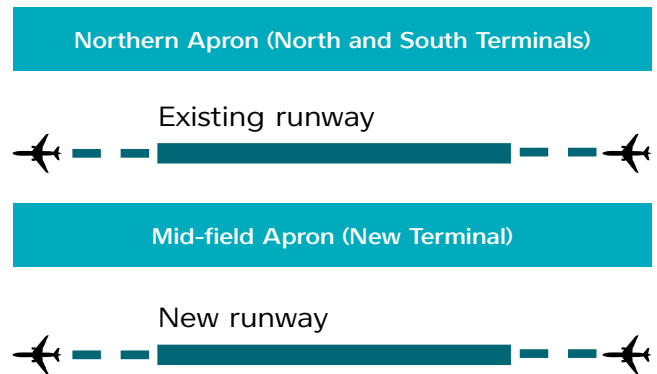 Northern Apron (North and South Terminals)
Existing runway
Mid-field Apron (New Terminal)
New runway